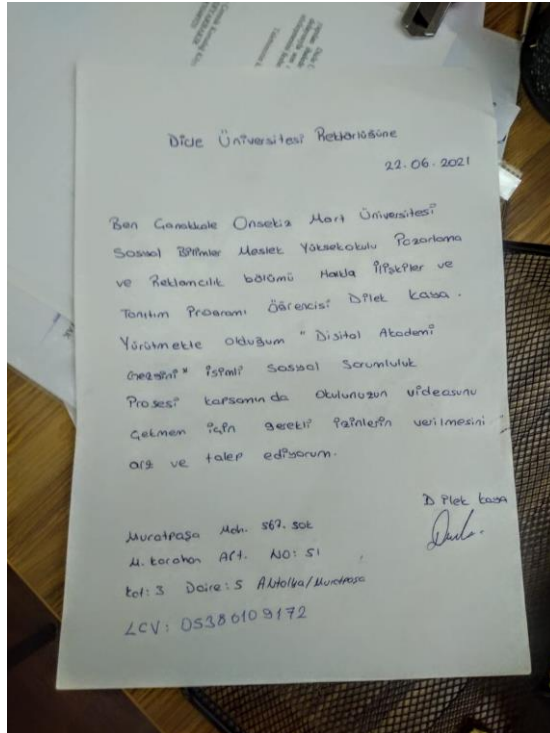 Dicle Üniversitesi Rektörlüğüne
22.06.2021
Ben Çanakkale Onsekiz Mart Üniversitesi
Sosyal Bilimler Meslek Yüksekokulu Pazarlama
ve Reklamcılık bölümü Halkla İlişkiler ve
Tanıtım Programı Öğrencisi Dilek Kaya.
Yürütmekte olduğum "Dijital Akademi
Gezgini" isimli Sosyal Sorumluluk
Projesi kapsamında Okulunuzun videosunu
çekmem için gerekli izinlerin verilmesini
arz ve talep ediyorum.
Dilek Kaya
Muratpaşa Mah. 567. Sok
M. Karahan APT. NO: 51
Kat: 3 Daire: 5 Antalya/Muratpaşa
LCV: 05386109172